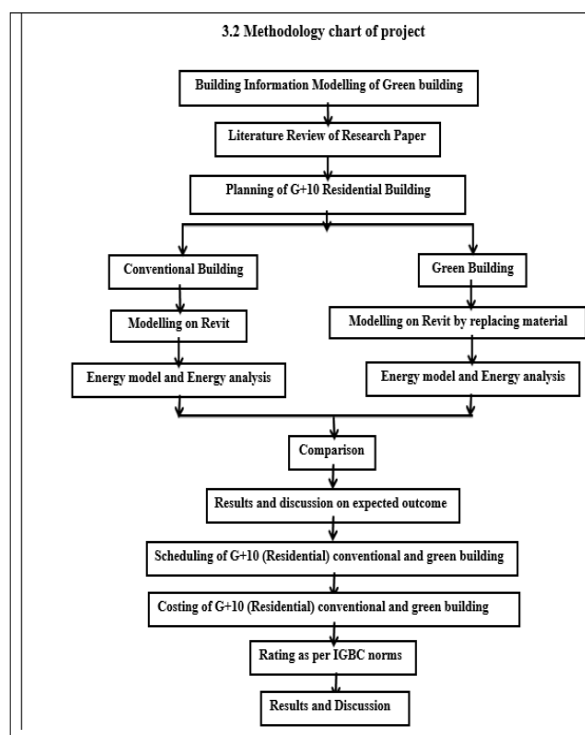 3.2 Methodology chart of project
Building Information Modelling of Green building
Literature Review of Research Paper
Planning of G+10 Residential Building
Conventional Building
Green Building
Modelling on Revit
Modelling on Revit by replacing material
Energy model and Energy analysis
Energy model and Energy analysis
Comparison
Results and discussion on expected outcome
Scheduling of G+10 (Residential) conventional and green building
Costing of G+10 (Residential) conventional and green building
Rating as per IGBC norms
Results and Discussion